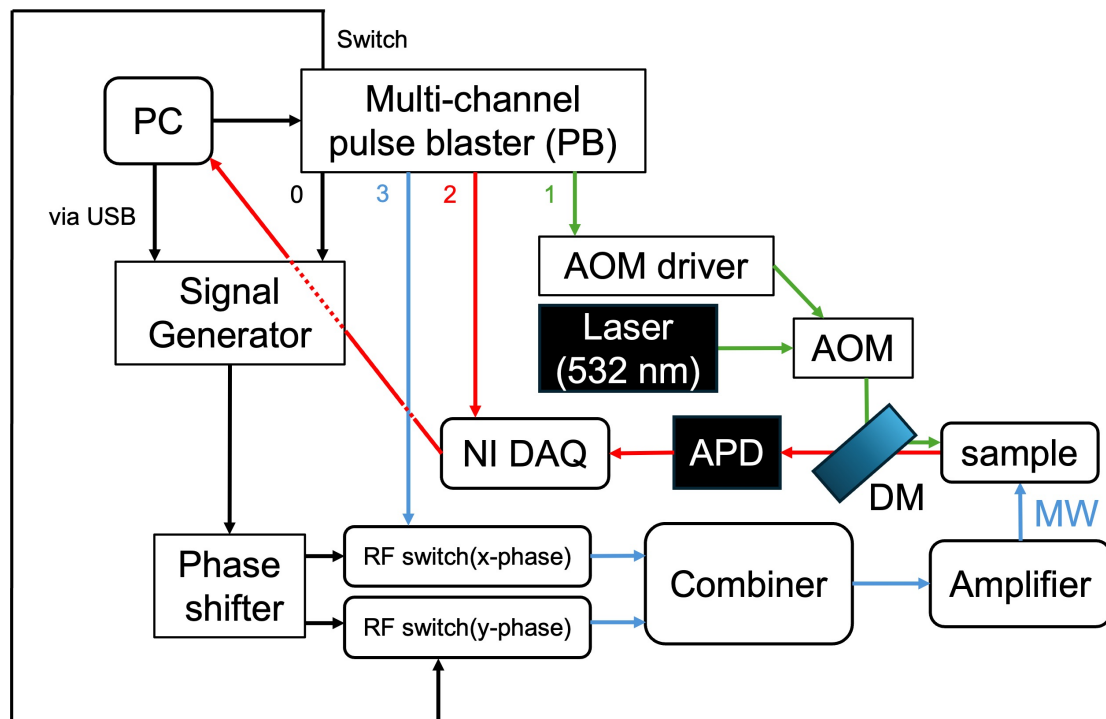 Switch
PC
Multi-channel
pulse blaster (PB)
0
3
2
1
via USB
AOM driver
Signal
Generator
Laser
(532 nm)
AOM
NI DAQ
APD
sample
DM
MW
RF switch(x-phase)
Phase
shifter
Combiner
Amplifier
RF switch(y-phase)